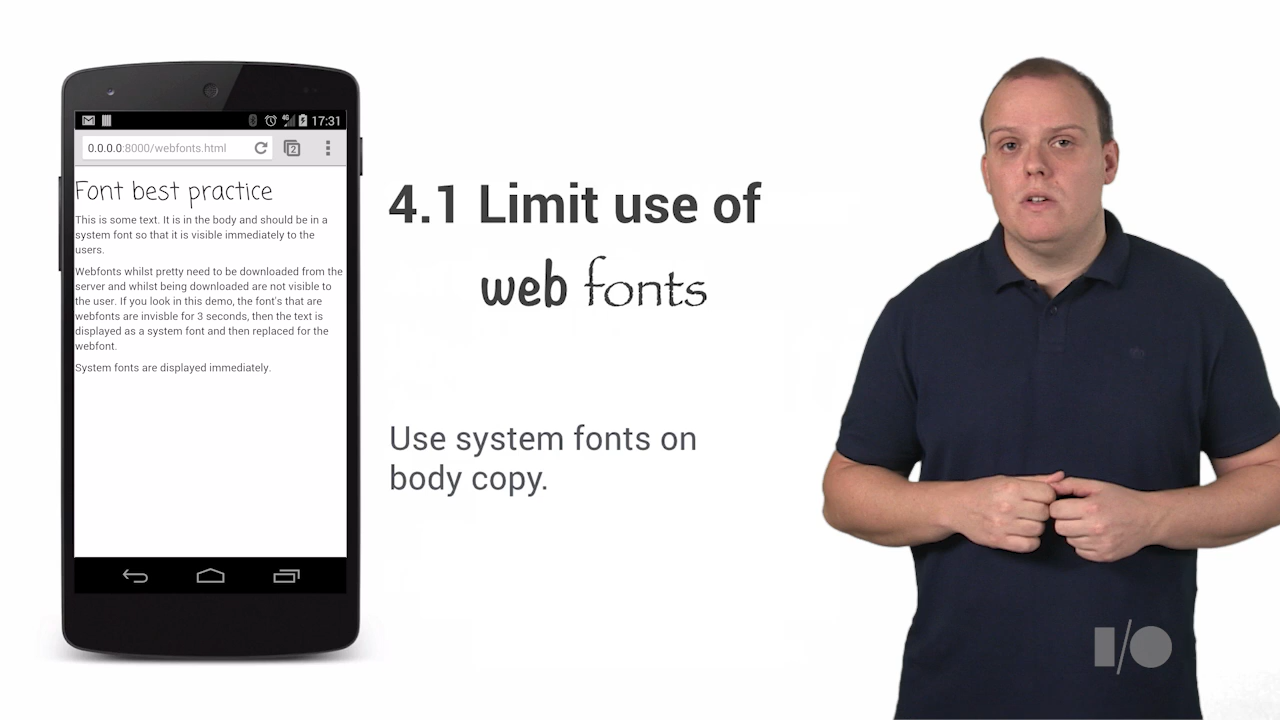 17:31
0.0.0.0:8000/webfonts.html
2
Font best practice
This is some text. It is in the body and should be in a
system font so that it is visible immediately to the
users.
Webfonts whilst pretty need to be downloaded from the
server and whilst being downloaded are not visible to
the user. If you look in this demo, the font's that are
webfonts are invisble for 3 seconds, then the text is
displayed as a system font and then replaced for the
webfont.
System fonts are displayed immediately.
4.1 Limit use of
web fonts
Use system fonts on
body copy.
I/O